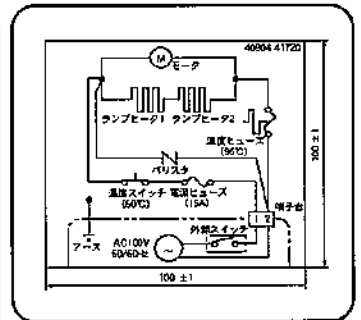 40904-41720
M
モータ
ランプヒータ1 ランプヒータ2
温度ヒューズ
(96℃)
バリスタ
温度スイッチ 電源ヒューズ
(60℃) (15A)
端子台
1 2
外部スイッチ
アース
AC100V
50/60Hz
100 ±1